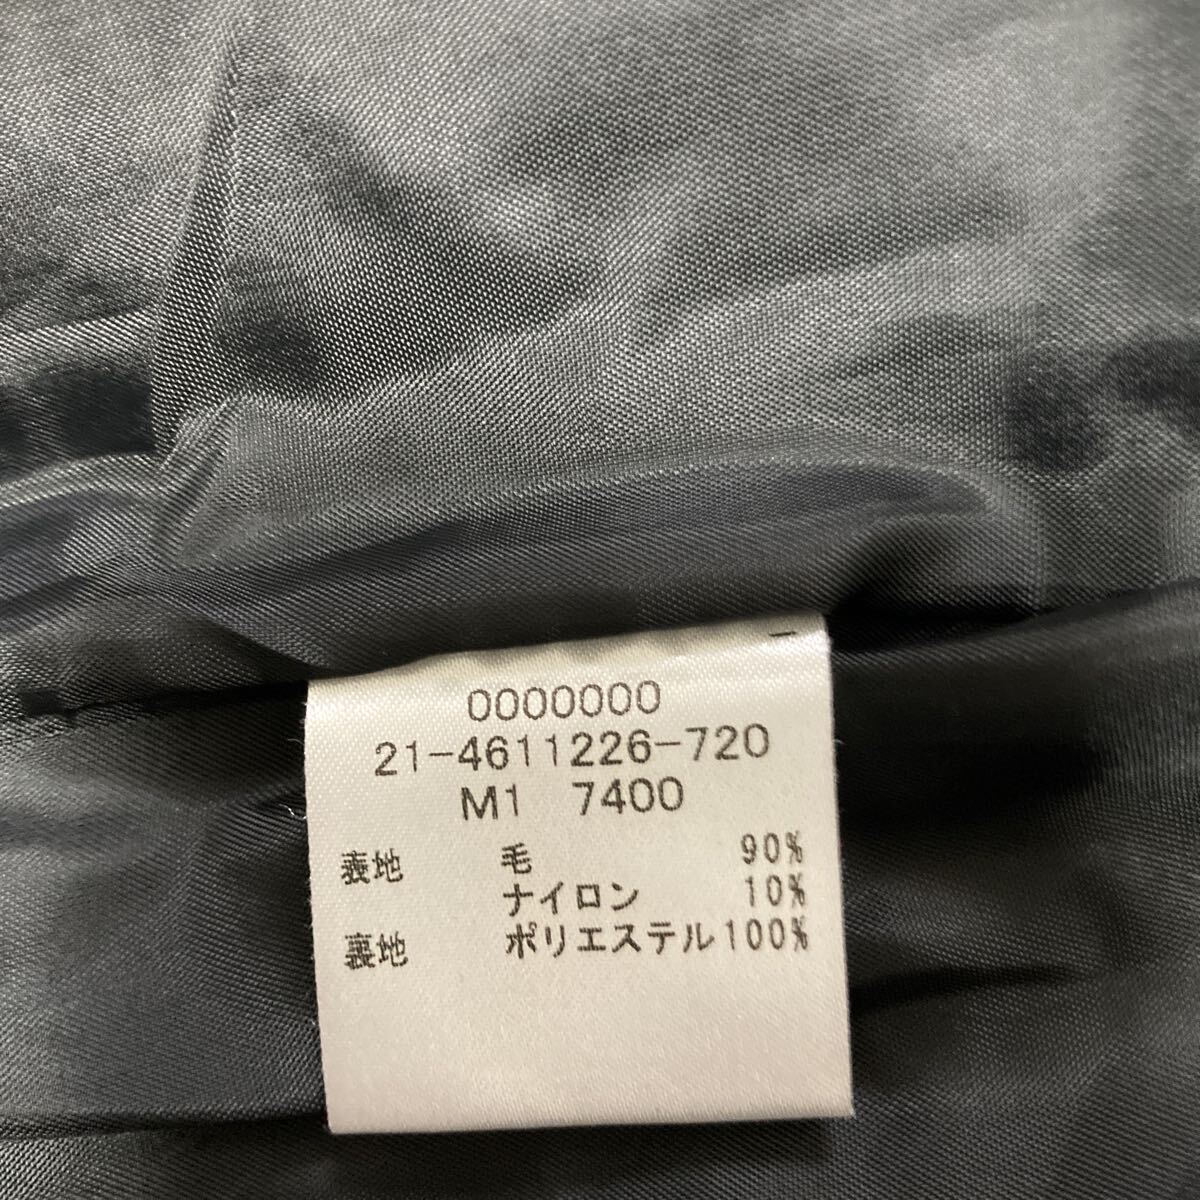 0000000
21-4611226-720
M1 7400
表地 毛 90%
ナイロン 10%
裏地 ポリエステル100%